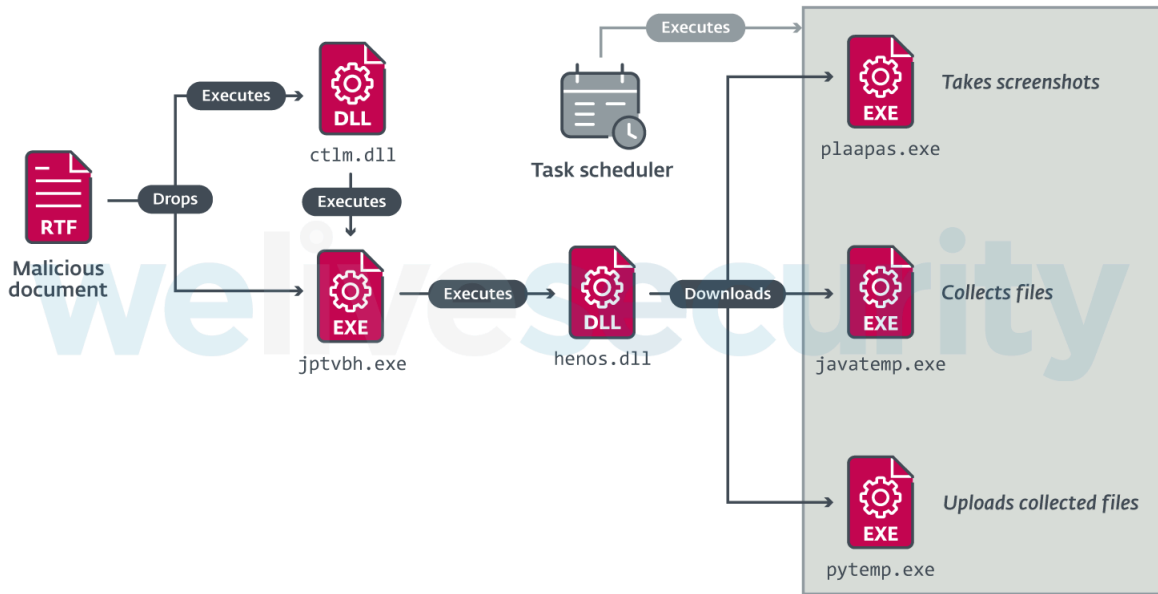 Executes
Executes
DLL
ctlm.dll
Task scheduler
EXE
plaapas.exe
Takes screenshots
RTF
Malicious
document
Drops
Executes
EXE
jptvbh.exe
Executes
DLL
henos.dll
Downloads
EXE
javatemp.exe
Collects files
welivesecurity
EXE
pytemp.exe
Uploads collected files